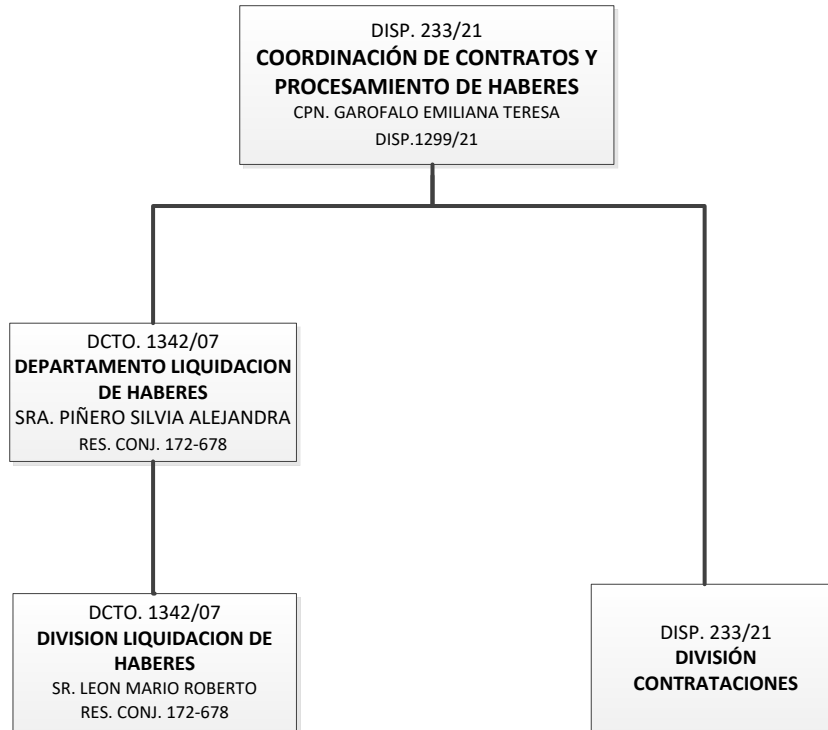 DISP. 233/21
COORDINACIÓN DE CONTRATOS Y
PROCESAMIENTO DE HABERES
CPN. GAROFALO EMILIANA TERESA
DISP.1299/21
DCTO. 1342/07
DEPARTAMENTO LIQUIDACION
DE HABERES
SRA. PIÑERO SILVIA ALEJANDRA
RES. CONJ. 172-678
DCTO. 1342/07
DIVISION LIQUIDACION DE
HABERES
SR. LEON MARIO ROBERTO
RES. CONJ. 172-678
DISP. 233/21
DIVISIÓN
CONTRATACIONES